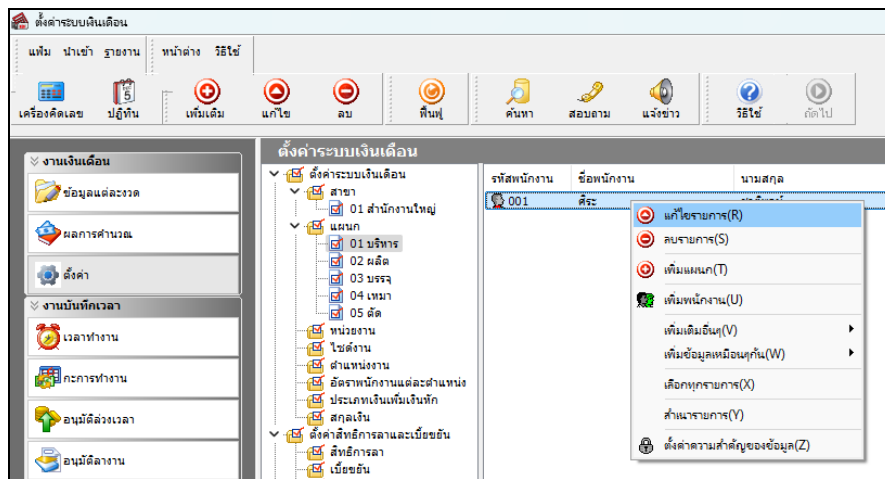 ตั้งค่าระบบเงินเดือน
แฟ้ม นำเข้า รายงาน หน้าต่าง วิธีใช้
5
เครื่องคิดเลข ปฏิทิน เพิ่มเติม แก้ไข ลบ ฟื้นฟู ค้นหา สอบถาม แจ้งข่าว วิธีใช้ ถัดไป
งานเงินเดือน
ข้อมูลแต่ละงวด
ผลการคำนวณ
ตั้งค่า
งานบันทึกเวลา
เวลาทำงาน
กะการทำงาน
อนุมัติล่วงเวลา
อนุมัติลางาน
ตั้งค่าระบบเงินเดือน
ตั้งค่าระบบเงินเดือน
สาขา
01 สำนักงานใหญ่
แผนก
01 บริหาร
02 ผลิต
03 บรรจุ
04 เหมา
05 ตัด
หน่วยงาน
ไซด์งาน
ตำแหน่งงาน
อัตราพนักงานแต่ละตำแหน่ง
ประเภทเงินเพิ่มเงินหัก
สกุลเงิน
ตั้งค่าสิทธิการลาและเบี้ยขยัน
สิทธิการลา
เบี้ยขยัน
รหัสพนักงาน ชื่อพนักงาน นามสกุล
001 ศิระ
แก้ไขรายการ(R)
ลบรายการ(S)
เพิ่มแผนก(T)
เพิ่มพนักงาน(U)
เพิ่มเติมอื่นๆ(V)
เพิ่มข้อมูลเหมือนๆกัน(W)
เลือกทุกรายการ(X)
สำเนารายการ(Y)
ตั้งค่าความสำคัญของข้อมูล(Z)